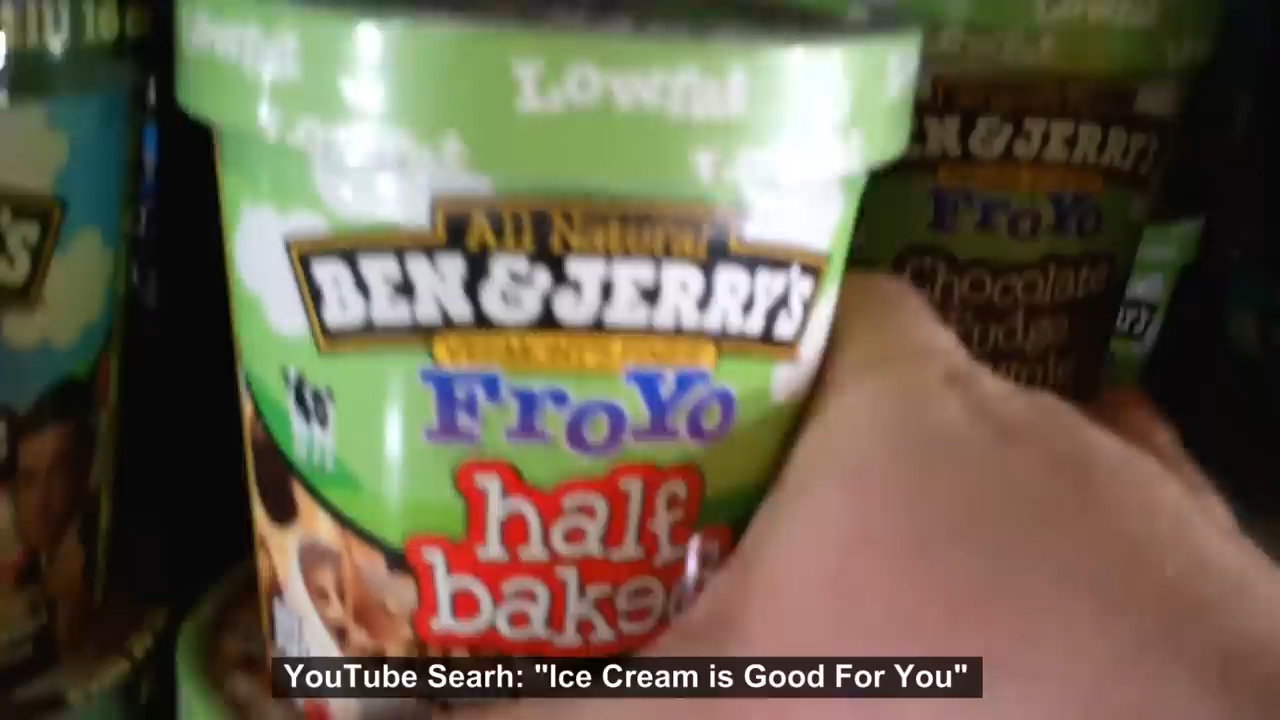 Lowfat
All Natural
BEN & JERRY'S
FroYo
half
baked
N & JERRY'S
FroYo
Chocolate
Fudge
'S
YouTube Searh: "Ice Cream is Good For You"